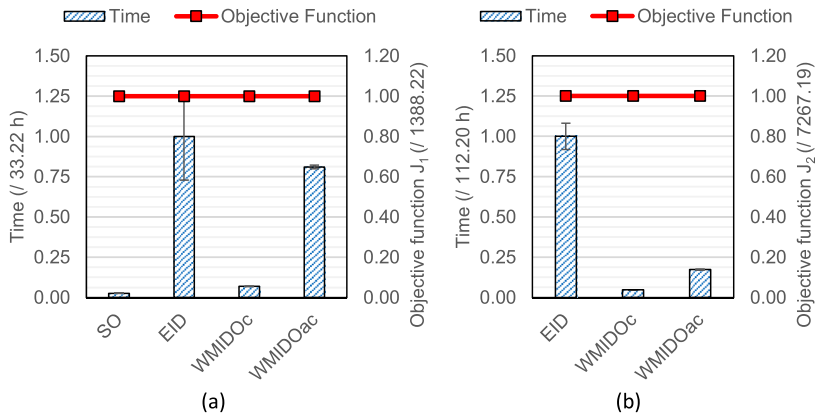 Time
Objective Function
1.50
1.25
1.00
0.75
0.50
0.25
0.00
Time (/ 33.22 h)
1.20
1.00
0.80
0.60
0.40
0.20
0.00
Objective function J₁ (/ 1388.22)
SO
EID
WMIDOc
WMIDOac
(a)
Time
Objective Function
1.50
1.25
1.00
0.75
0.50
0.25
0.00
Time (/ 112.20 h)
1.20
1.00
0.80
0.60
0.40
0.20
0.00
Objective function J₂ (/ 7267.19)
EID
WMIDOc
WMIDOac
(b)